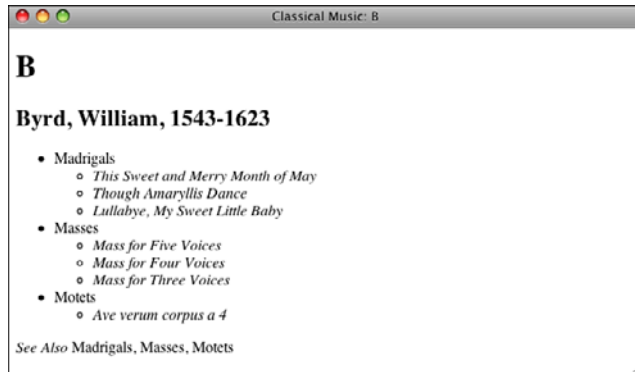 Classical Music: B
B
Byrd, William, 1543-1623
Madrigals
This Sweet and Merry Month of May
Though Amaryllis Dance
Lullabye, My Sweet Little Baby
Masses
Mass for Five Voices
Mass for Four Voices
Mass for Three Voices
Motets
Ave verum corpus a 4
See Also Madrigals, Masses, Motets